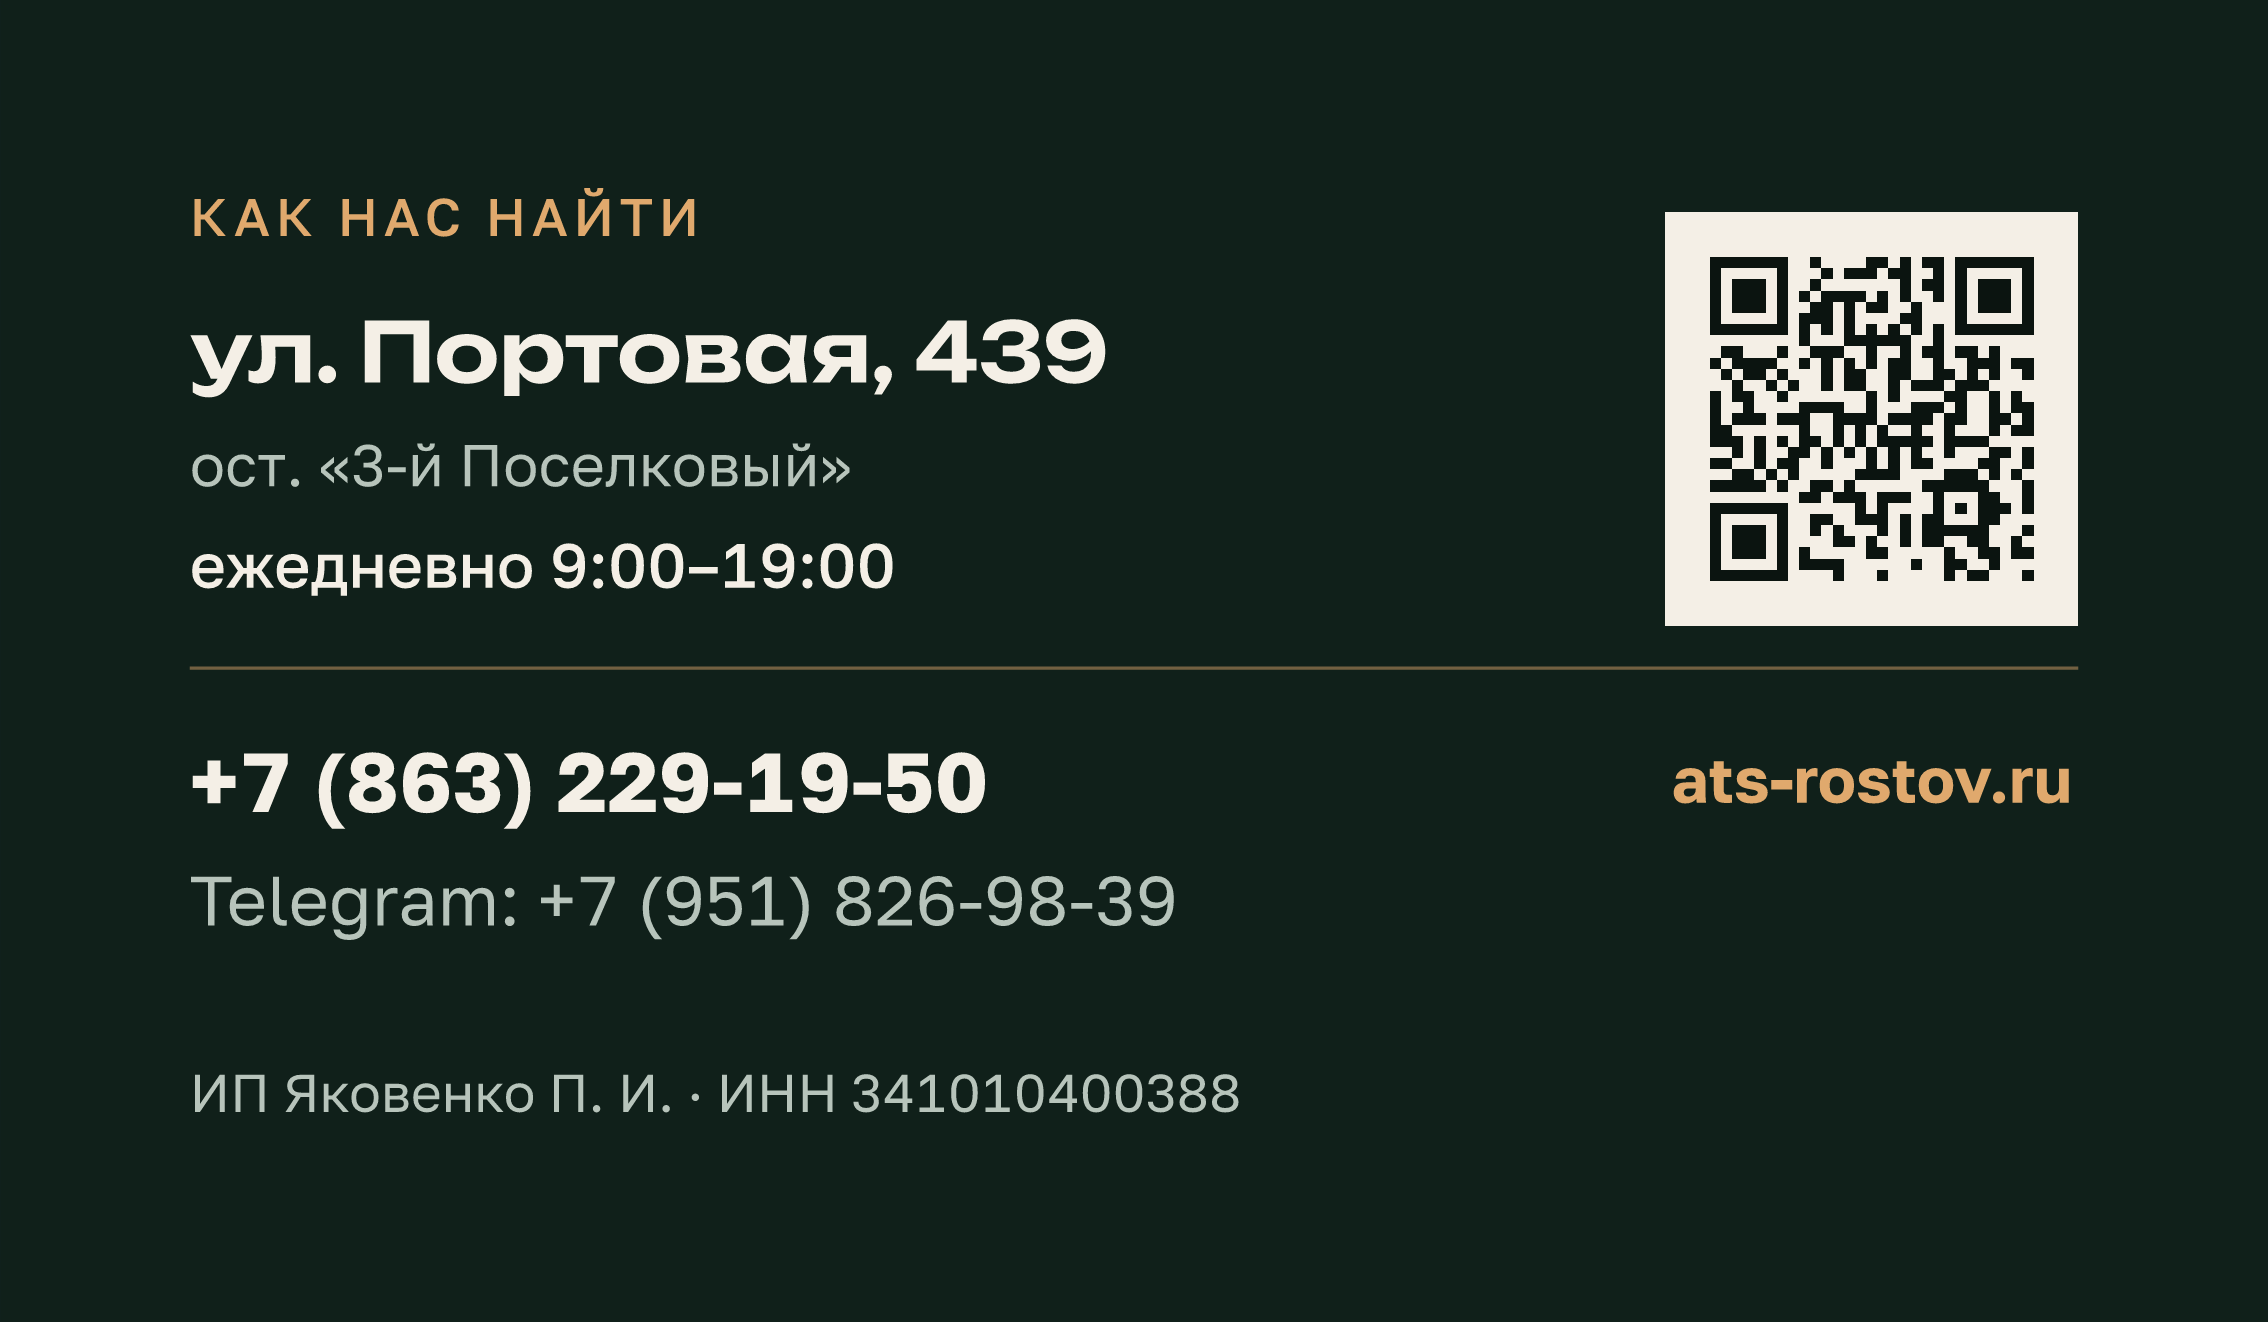 КАК НАС НАЙТИ
ул. Портовая, 439
ост. «3-й Поселковый»
ежедневно 9:00–19:00
+7 (863) 229-19-50
ats-rostov.ru
Telegram: +7 (951) 826-98-39
ИП Яковенко П. И. · ИНН 341010400388